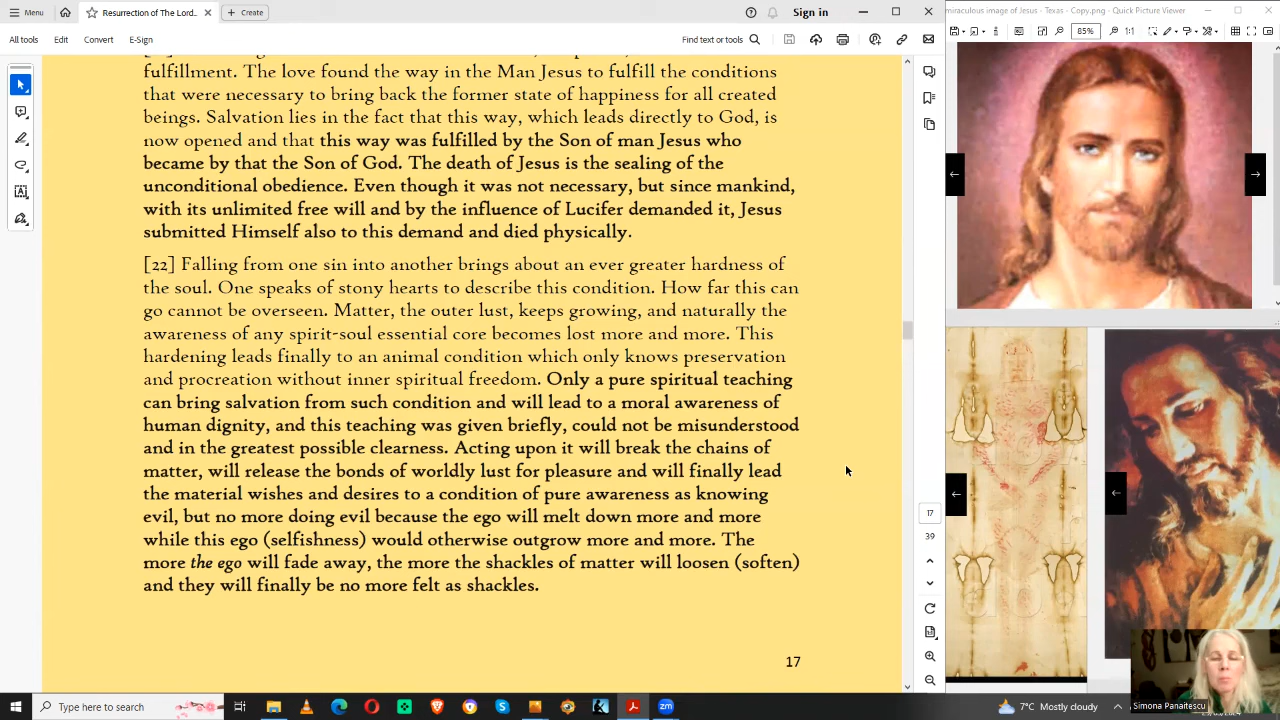 Menu
Resurrection of The Lord...
Create
Sign in
miraculous image of Jesus - Texas - Copy.png - Quick Picture Viewer
All tools
Edit
Convert
E-Sign
Find text or tools
85%
1:1
fulfillment. The love found the way in the Man Jesus to fulfill the conditions
that were necessary to bring back the former state of happiness for all created
beings. Salvation lies in the fact that this way, which leads directly to God, is
now opened and that this way was fulfilled by the Son of man Jesus who
became by that the Son of God. The death of Jesus is the sealing of the
unconditional obedience. Even though it was not necessary, but since mankind,
with its unlimited free will and by the influence of Lucifer demanded it, Jesus
submitted Himself also to this demand and died physically.
[22] Falling from one sin into another brings about an ever greater hardness of
the soul. One speaks of stony hearts to describe this condition. How far this can
go cannot be overseen. Matter, the outer lust, keeps growing, and naturally the
awareness of any spirit-soul essential core becomes lost more and more. This
hardening leads finally to an animal condition which only knows preservation
and procreation without inner spiritual freedom. Only a pure spiritual teaching
can bring salvation from such condition and will lead to a moral awareness of
human dignity, and this teaching was given briefly, could not be misunderstood
and in the greatest possible clearness. Acting upon it will break the chains of
matter, will release the bonds of worldly lust for pleasure and will finally lead
the material wishes and desires to a condition of pure awareness as knowing
evil, but no more doing evil because the ego will melt down more and more
while this ego (selfishness) would otherwise outgrow more and more. The
more the ego will fade away, the more the shackles of matter will loosen (soften)
and they will finally be no more felt as shackles.
17
17
39
Type here to search
7°C Mostly cloudy
Simona Panaitescu